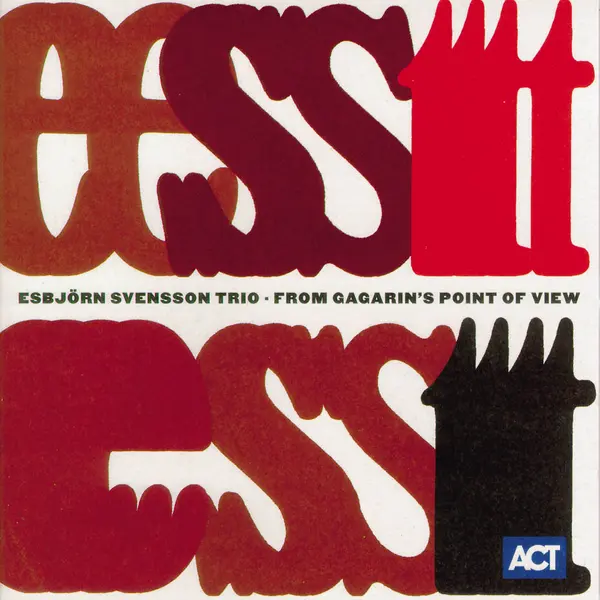 esst
ESBJÖRN SVENSSON TRIO · FROM GAGARIN'S POINT OF VIEW
esst
ACT